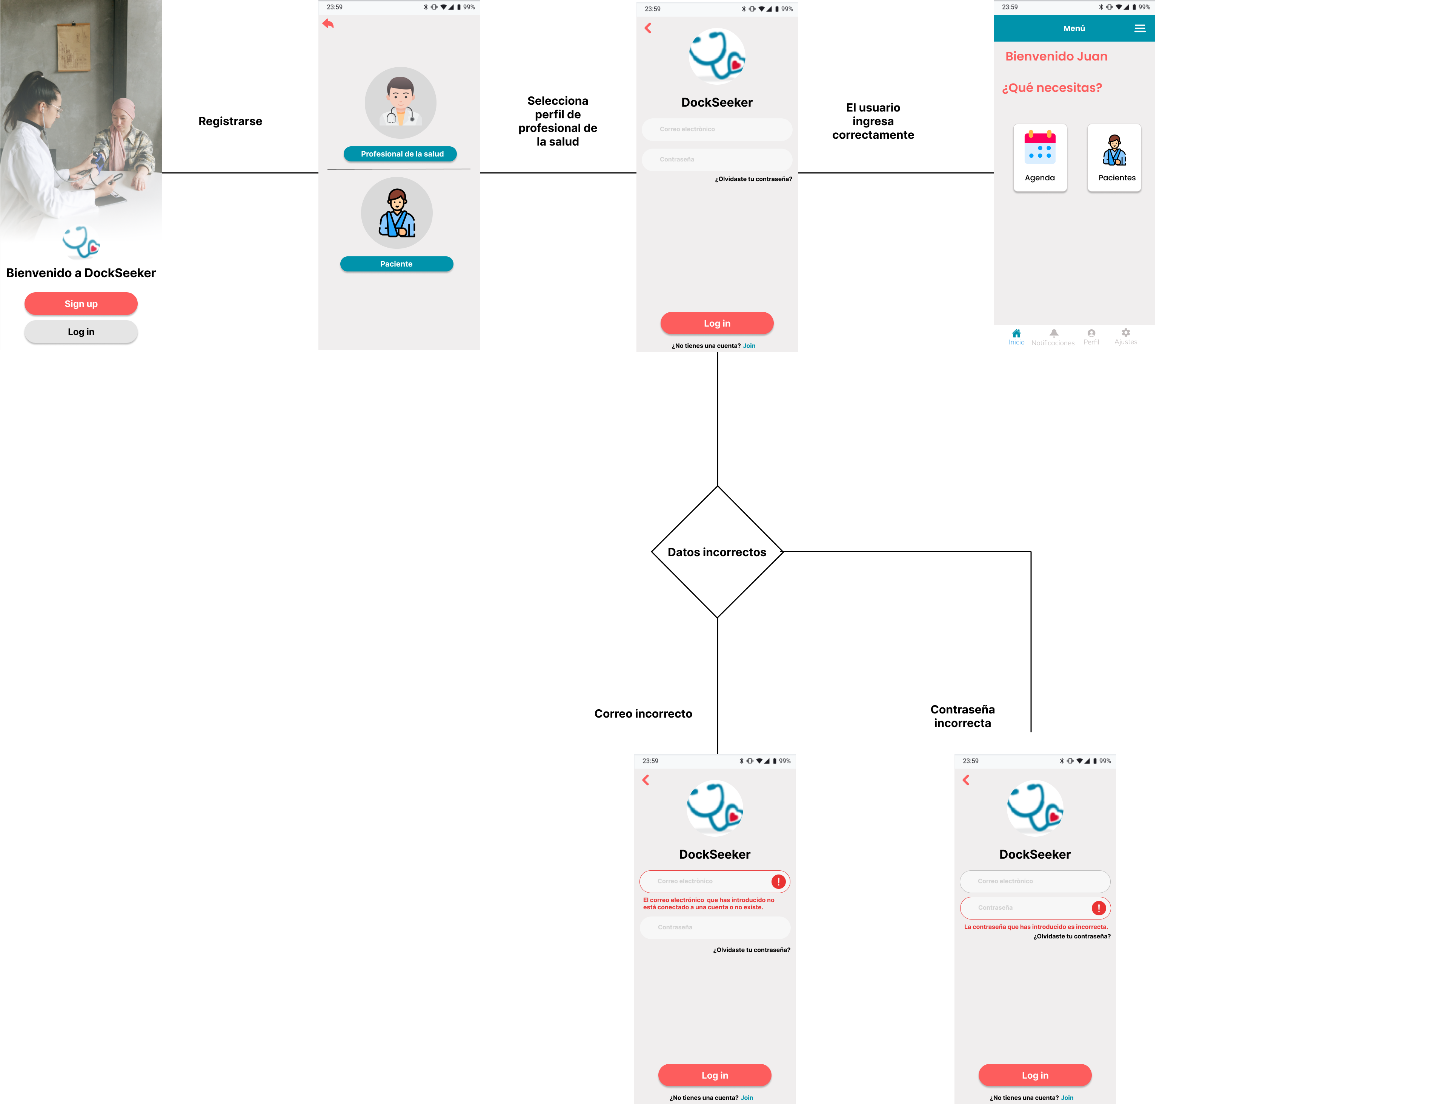 Bienvenido a DockSeeker
Sign up
Log in
Registrarse
23:59
99%
Profesional de la salud
Paciente
Selecciona
perfil de
profesional de
la salud
23:59
99%
DockSeeker
Correo electrónico
Contraseña
¿Olvidaste tu contraseña?
Log in
¿No tienes una cuenta? Join
El usuario
ingresa
correctamente
23:59
99%
Menú
Bienvenido Juan
¿Qué necesitas?
Agenda
Pacientes
Inicio
Notificaciones
Perfil
Ajustes
Datos incorrectos
Correo incorrecto
Contraseña
incorrecta
23:59
99%
DockSeeker
Correo electrónico
El correo electrónico que has introducido no
está conectado a una cuenta o no existe.
Contraseña
¿Olvidaste tu contraseña?
Log in
¿No tienes una cuenta? Join
23:59
99%
DockSeeker
Correo electrónico
Contraseña
La contraseña que has introducido es incorrecta.
¿Olvidaste tu contraseña?
Log in
¿No tienes una cuenta? Join